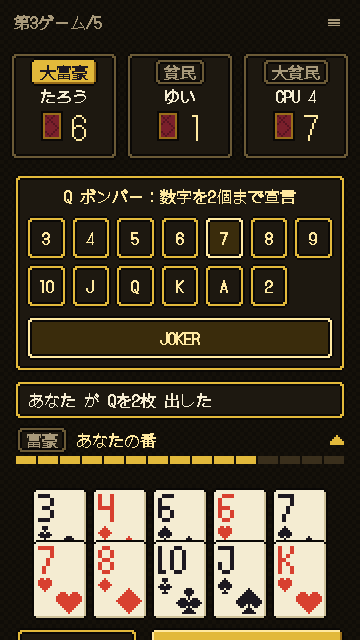 第3ゲーム/5
大富豪 貧民 大貧民
たろう ゆい CPU 4
6 1 7
Q ボンバー：数字を2個まで宣言
3 4 5 6 7 8 9
10 J Q K A 2
JOKER
あなた が Qを2枚 出した
富豪 あなたの番
3 4 6 6 7
7 8 10 J K